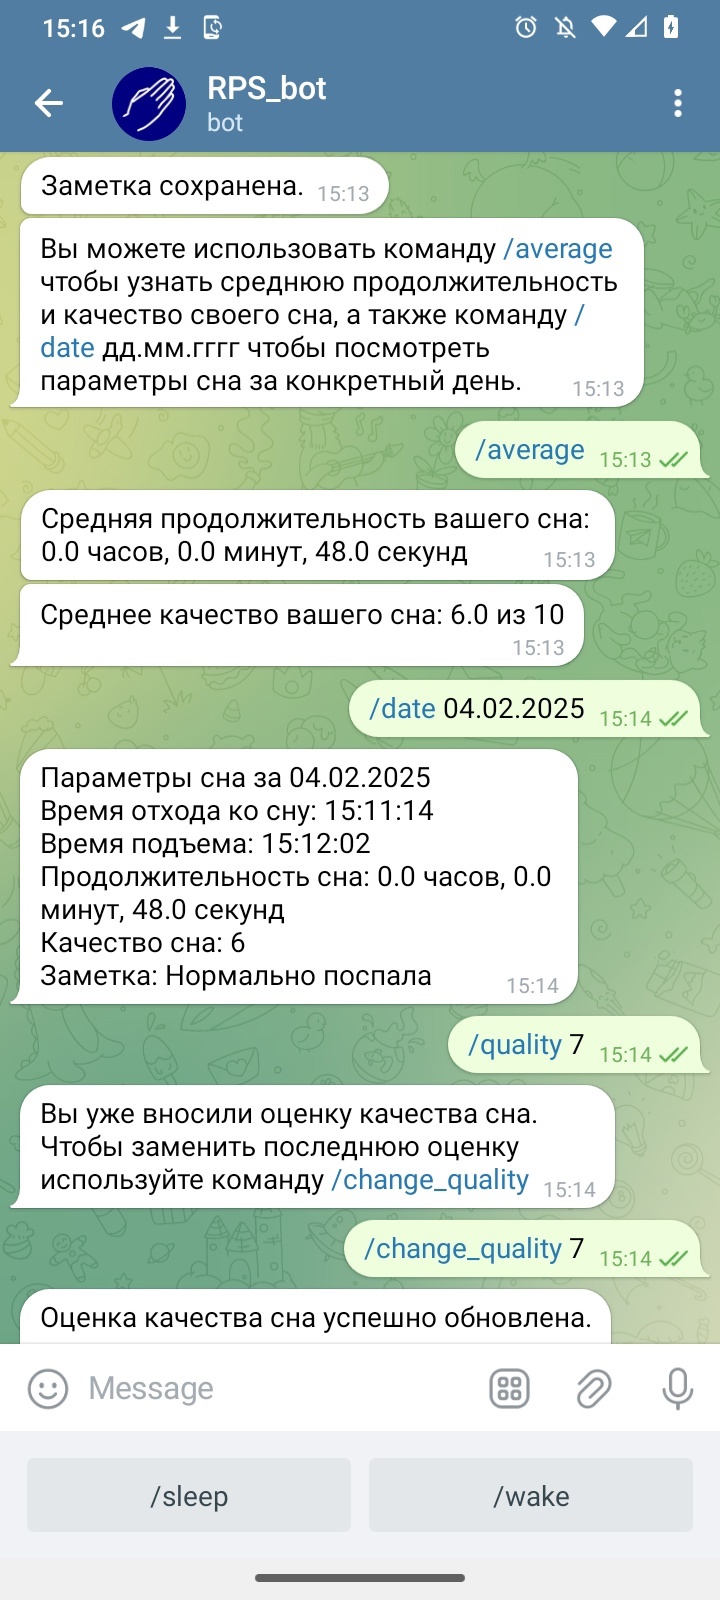 15:16
RPS_bot
bot
Заметка сохранена. 15:13
Вы можете использовать команду /average
чтобы узнать среднюю продолжительность
и качество своего сна, а также команду /
date дд.мм.гггг чтобы посмотреть
параметры сна за конкретный день. 15:13
/average 15:13
Средняя продолжительность вашего сна:
0.0 часов, 0.0 минут, 48.0 секунд 15:13
Среднее качество вашего сна: 6.0 из 10
15:13
/date 04.02.2025 15:14
Параметры сна за 04.02.2025
Время отхода ко сну: 15:11:14
Время подъема: 15:12:02
Продолжительность сна: 0.0 часов, 0.0
минут, 48.0 секунд
Качество сна: 6
Заметка: Нормально поспала 15:14
/quality 7 15:14
Вы уже вносили оценку качества сна.
Чтобы заменить последнюю оценку
используйте команду /change_quality 15:14
/change_quality 7 15:14
Оценка качества сна успешно обновлена.
Message
/sleep
/wake